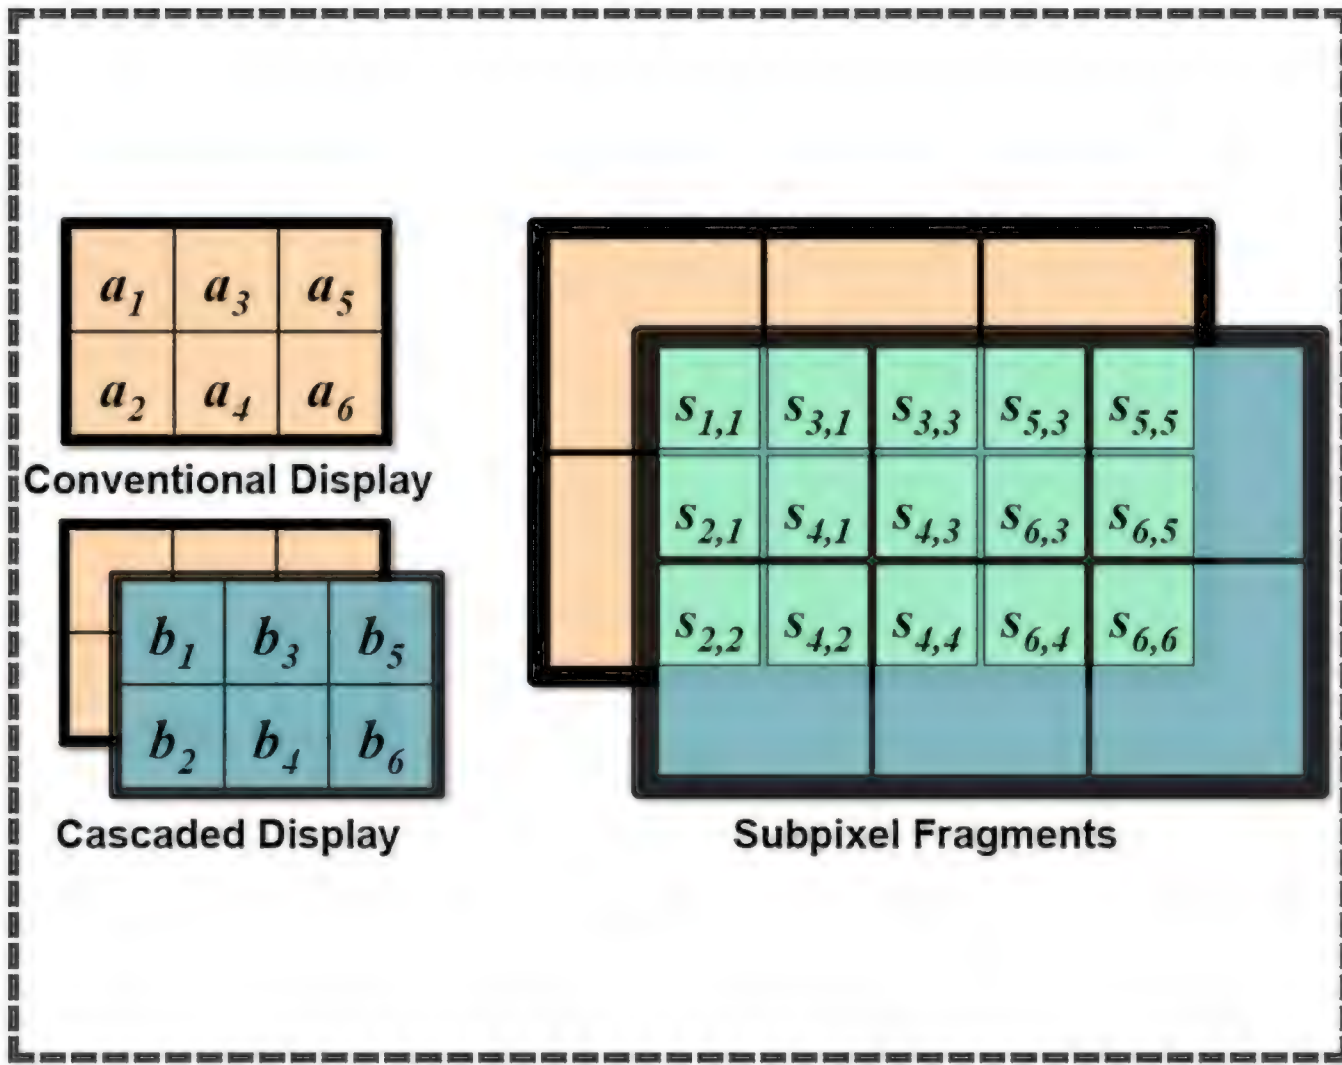 a1 a3 a5
a2 a4 a6
Conventional Display
b1 b3 b5
b2 b4 b6
Cascaded Display
s1,1 s3,1 s3,3 s5,3 s5,5
s2,1 s4,1 s4,3 s6,3 s6,5
s2,2 s4,2 s4,4 s6,4 s6,6
Subpixel Fragments